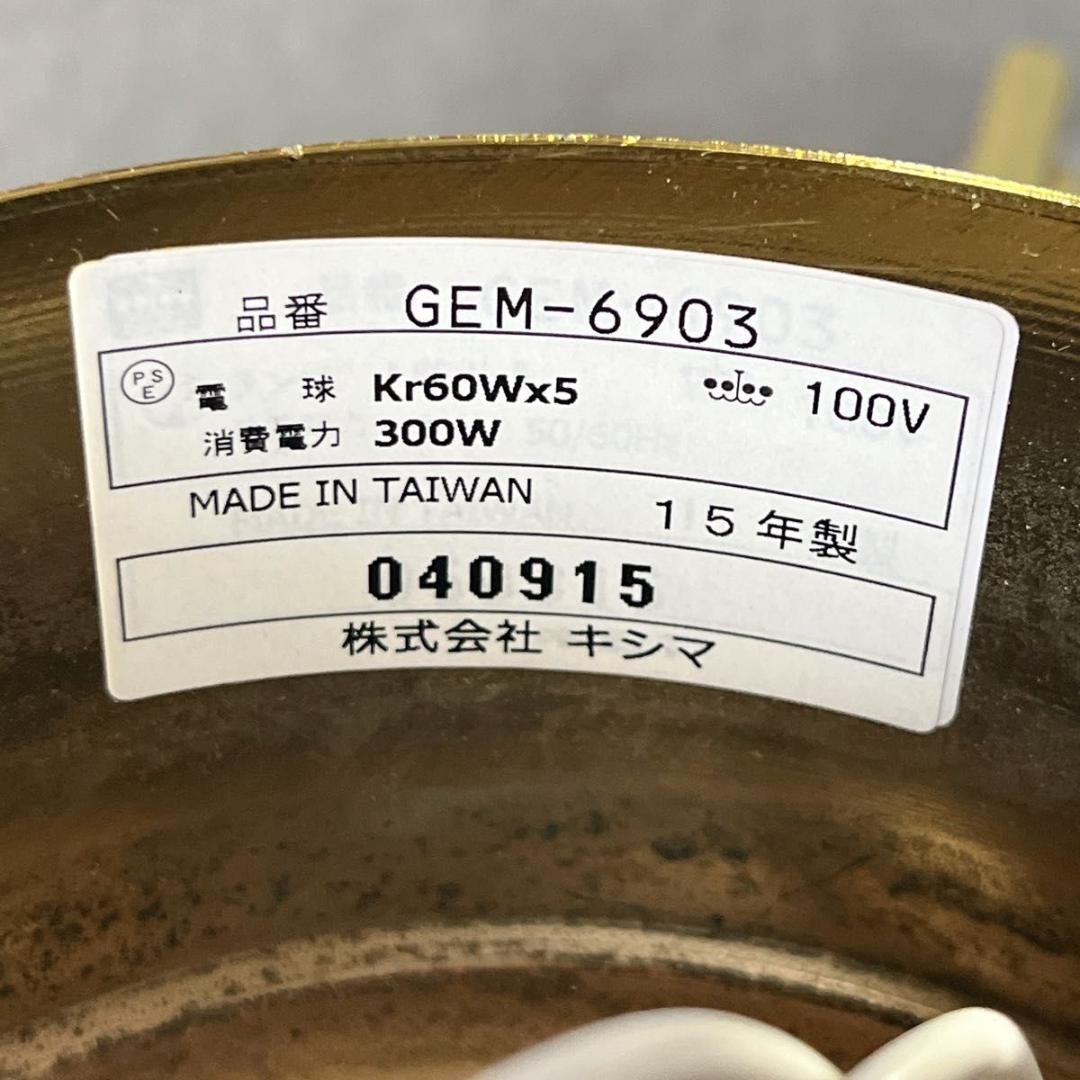 品番 GEM-6903
PSE 電球 Kr60Wx5 100V
消費電力 300W
MADE IN TAIWAN 15年製
040915
株式会社 キシマ